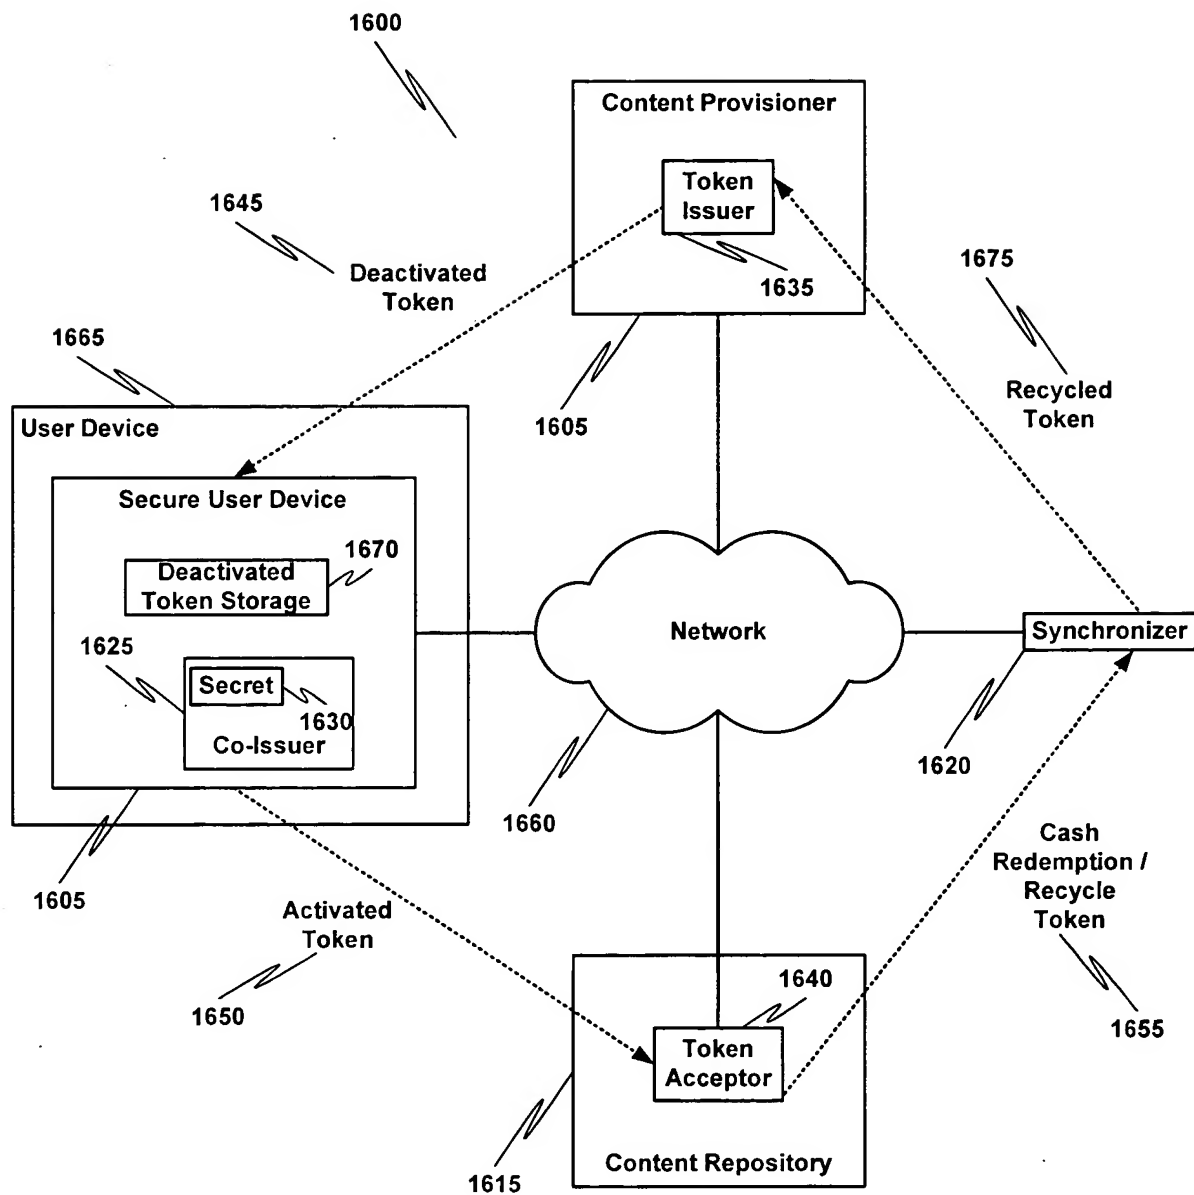 1600
Content Provisioner
Token
Issuer
1635
1645
Deactivated
Token
1675
Recycled
Token
1665
1605
User Device
Secure User Device
1670
Deactivated
Token Storage
1625
Secret
1630
Co-Issuer
Network
Synchronizer
1620
1660
1605
Activated
Token
1650
Cash
Redemption /
Recycle
Token
1655
1640
Token
Acceptor
Content Repository
1615